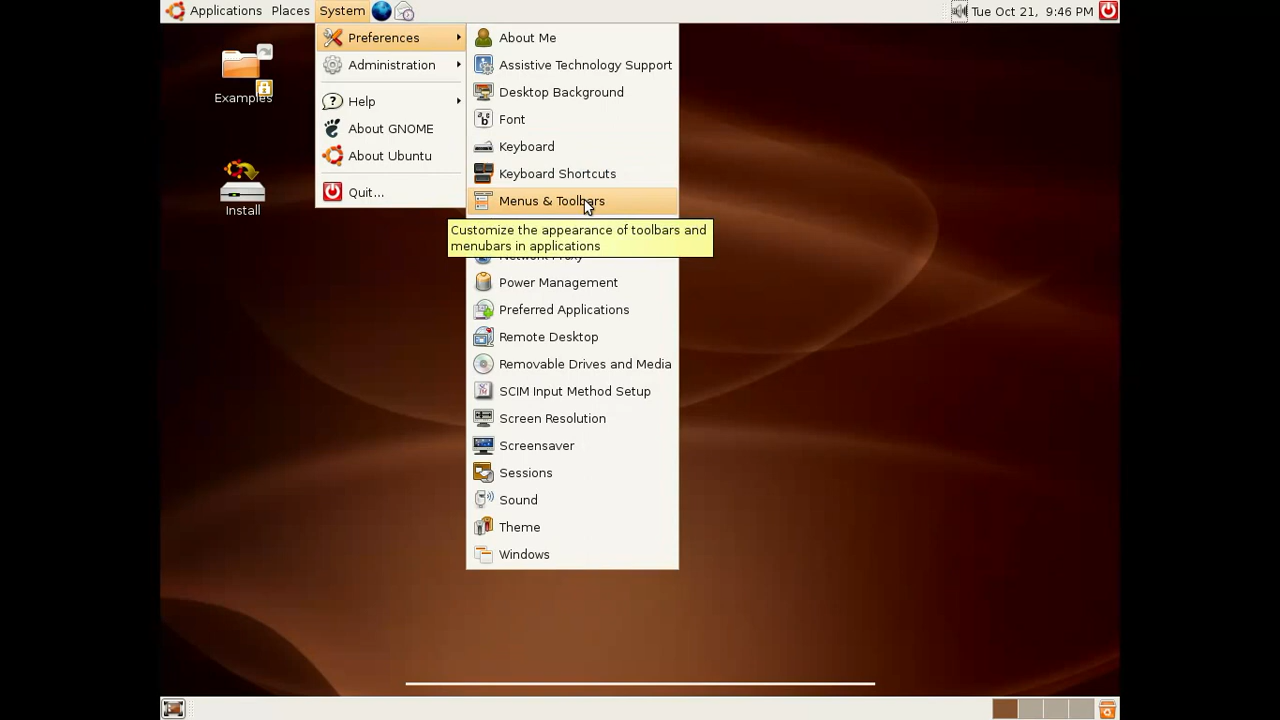 Applications Places System
Tue Oct 21, 9:46 PM
Examples
Install
Preferences
Administration
Help
About GNOME
About Ubuntu
Quit...
About Me
Assistive Technology Support
Desktop Background
Font
Keyboard
Keyboard Shortcuts
Menus & Toolbars
Customize the appearance of toolbars and
menubars in applications
Network Proxy
Power Management
Preferred Applications
Remote Desktop
Removable Drives and Media
SCIM Input Method Setup
Screen Resolution
Screensaver
Sessions
Sound
Theme
Windows